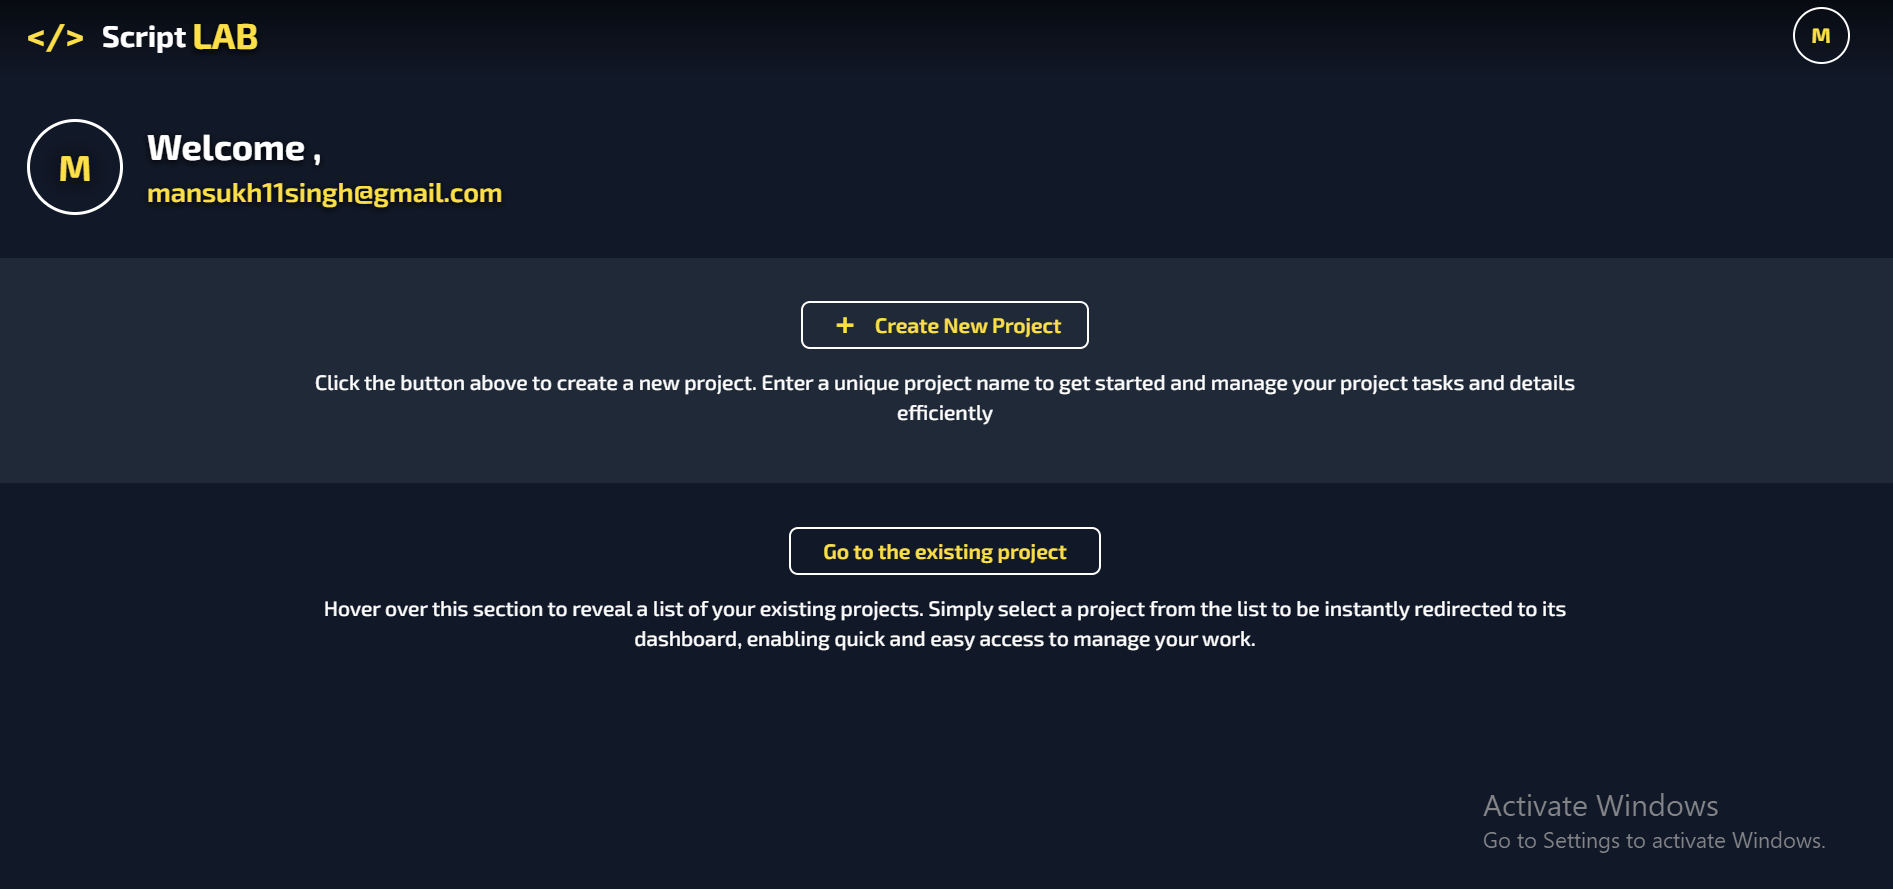 </> Script LAB
M
M
Welcome ,
mansukh11singh@gmail.com
+ Create New Project
Click the button above to create a new project. Enter a unique project name to get started and manage your project tasks and details
efficiently
Go to the existing project
Hover over this section to reveal a list of your existing projects. Simply select a project from the list to be instantly redirected to its
dashboard, enabling quick and easy access to manage your work.
Activate Windows
Go to Settings to activate Windows.